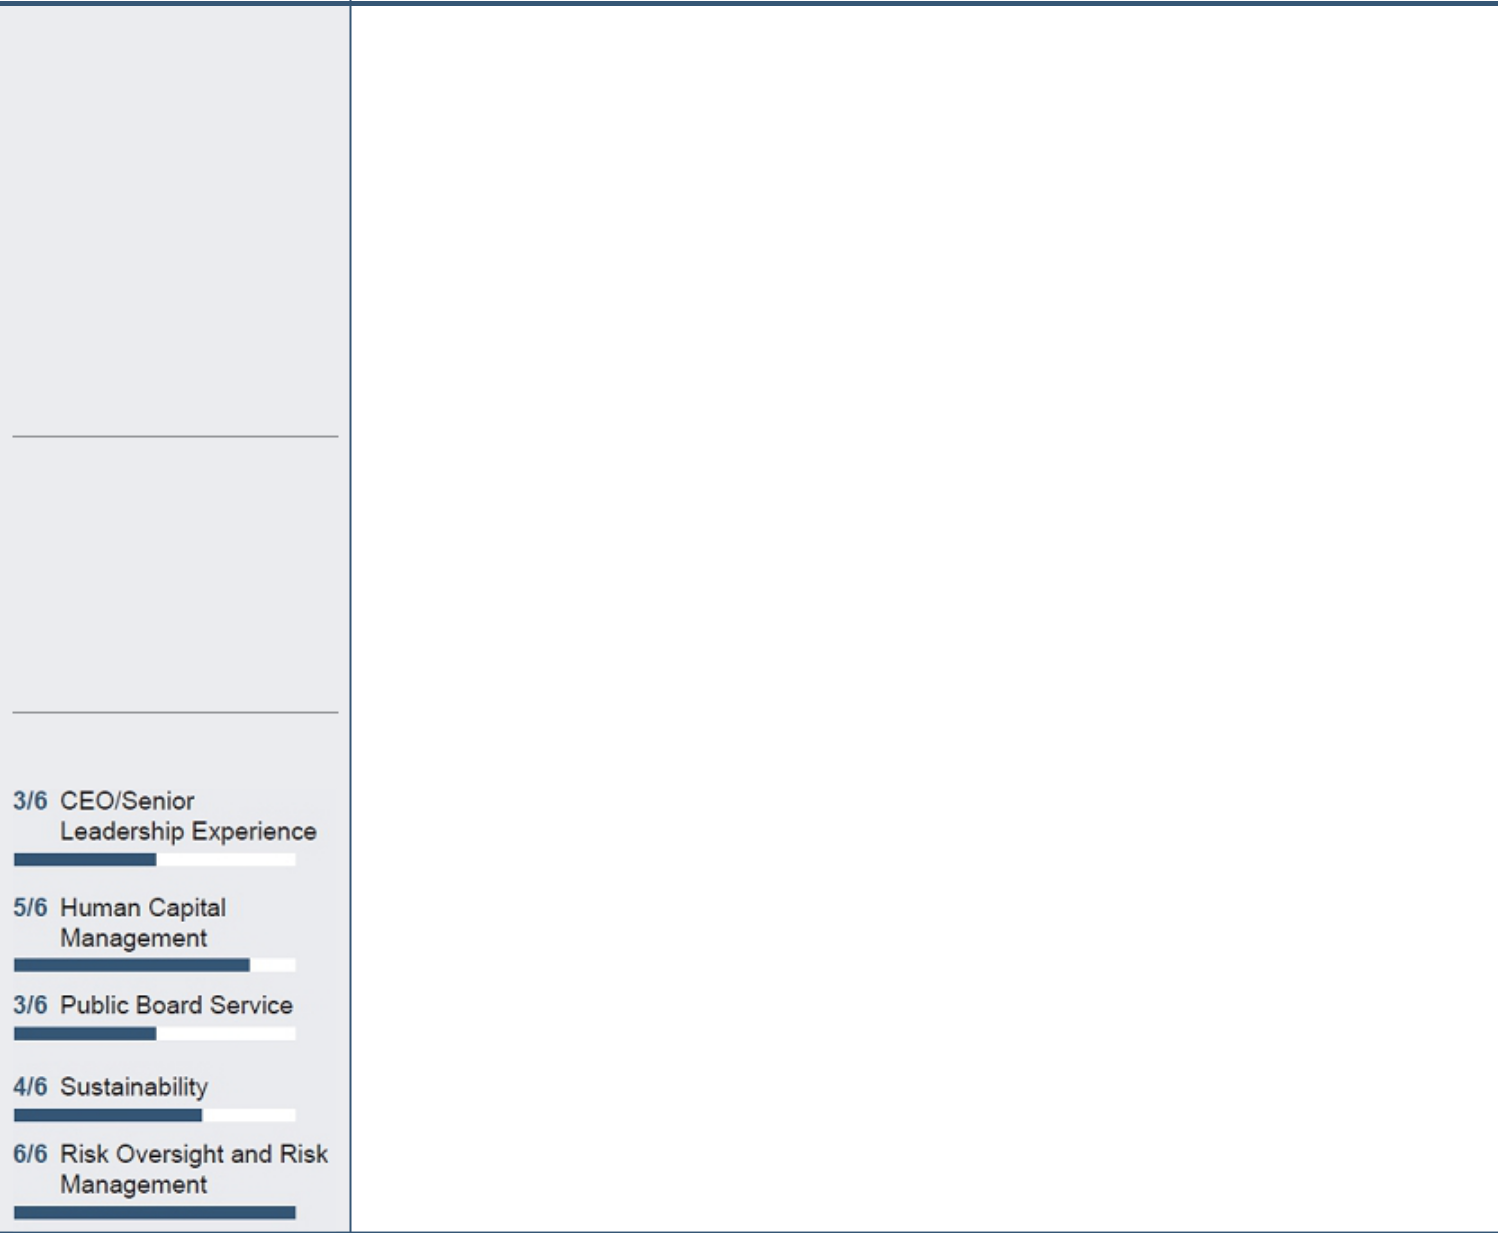 3/6 CEO/Senior
Leadership Experience
5/6 Human Capital
Management
3/6 Public Board Service
4/6 Sustainability
6/6 Risk Oversight and Risk
Management